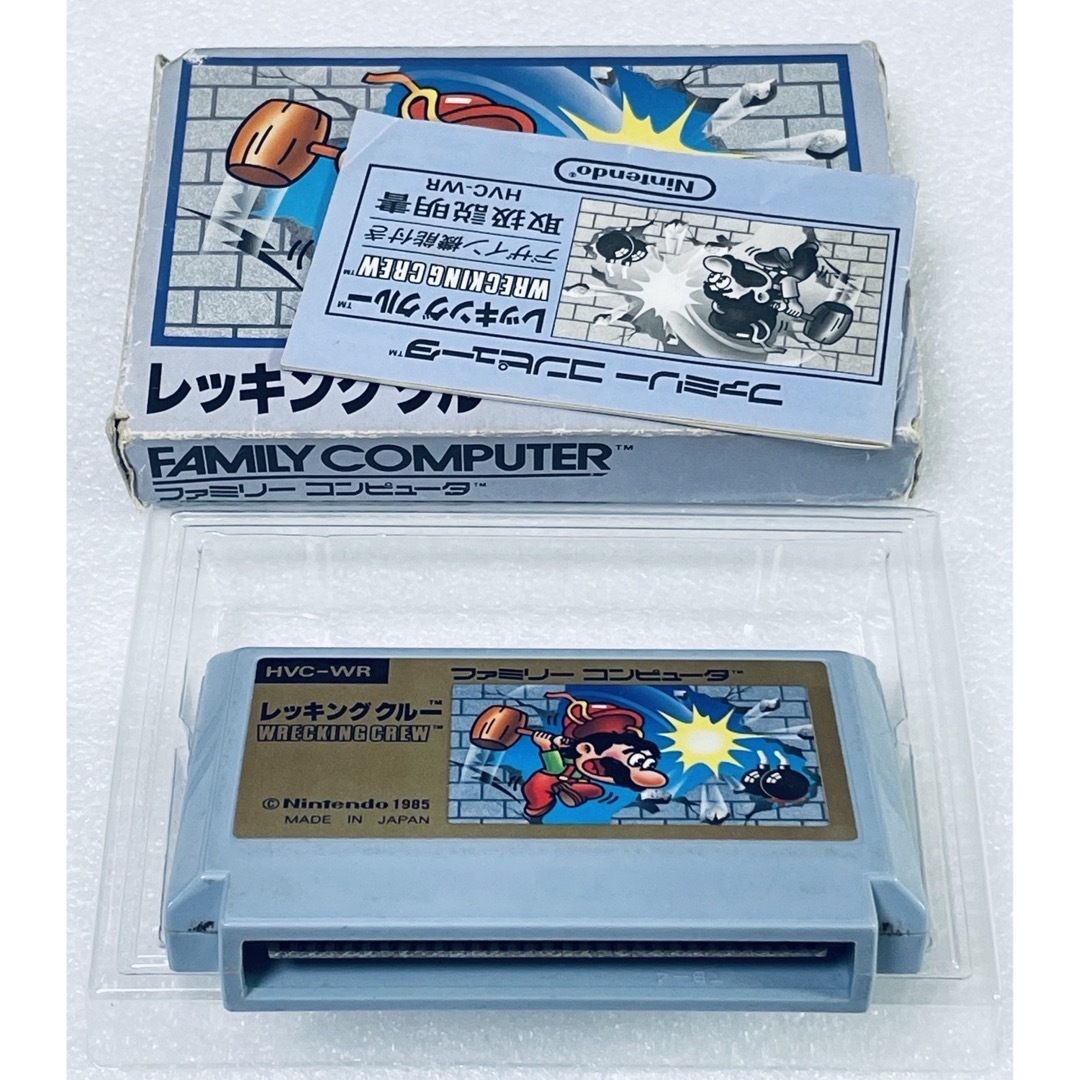 Nintendo®
HVC-WR
取扱説明書
デザイン機能付き
WRECKING CREW™
レッキングクルー™
ファミリー コンピュータ™
レッキングクル
FAMILY COMPUTER™
ファミリー コンピュータ™
HVC-WR
ファミリー コンピュータ™
レッキングクルー™
WRECKING CREW™
©Nintendo 1985
MADE IN JAPAN